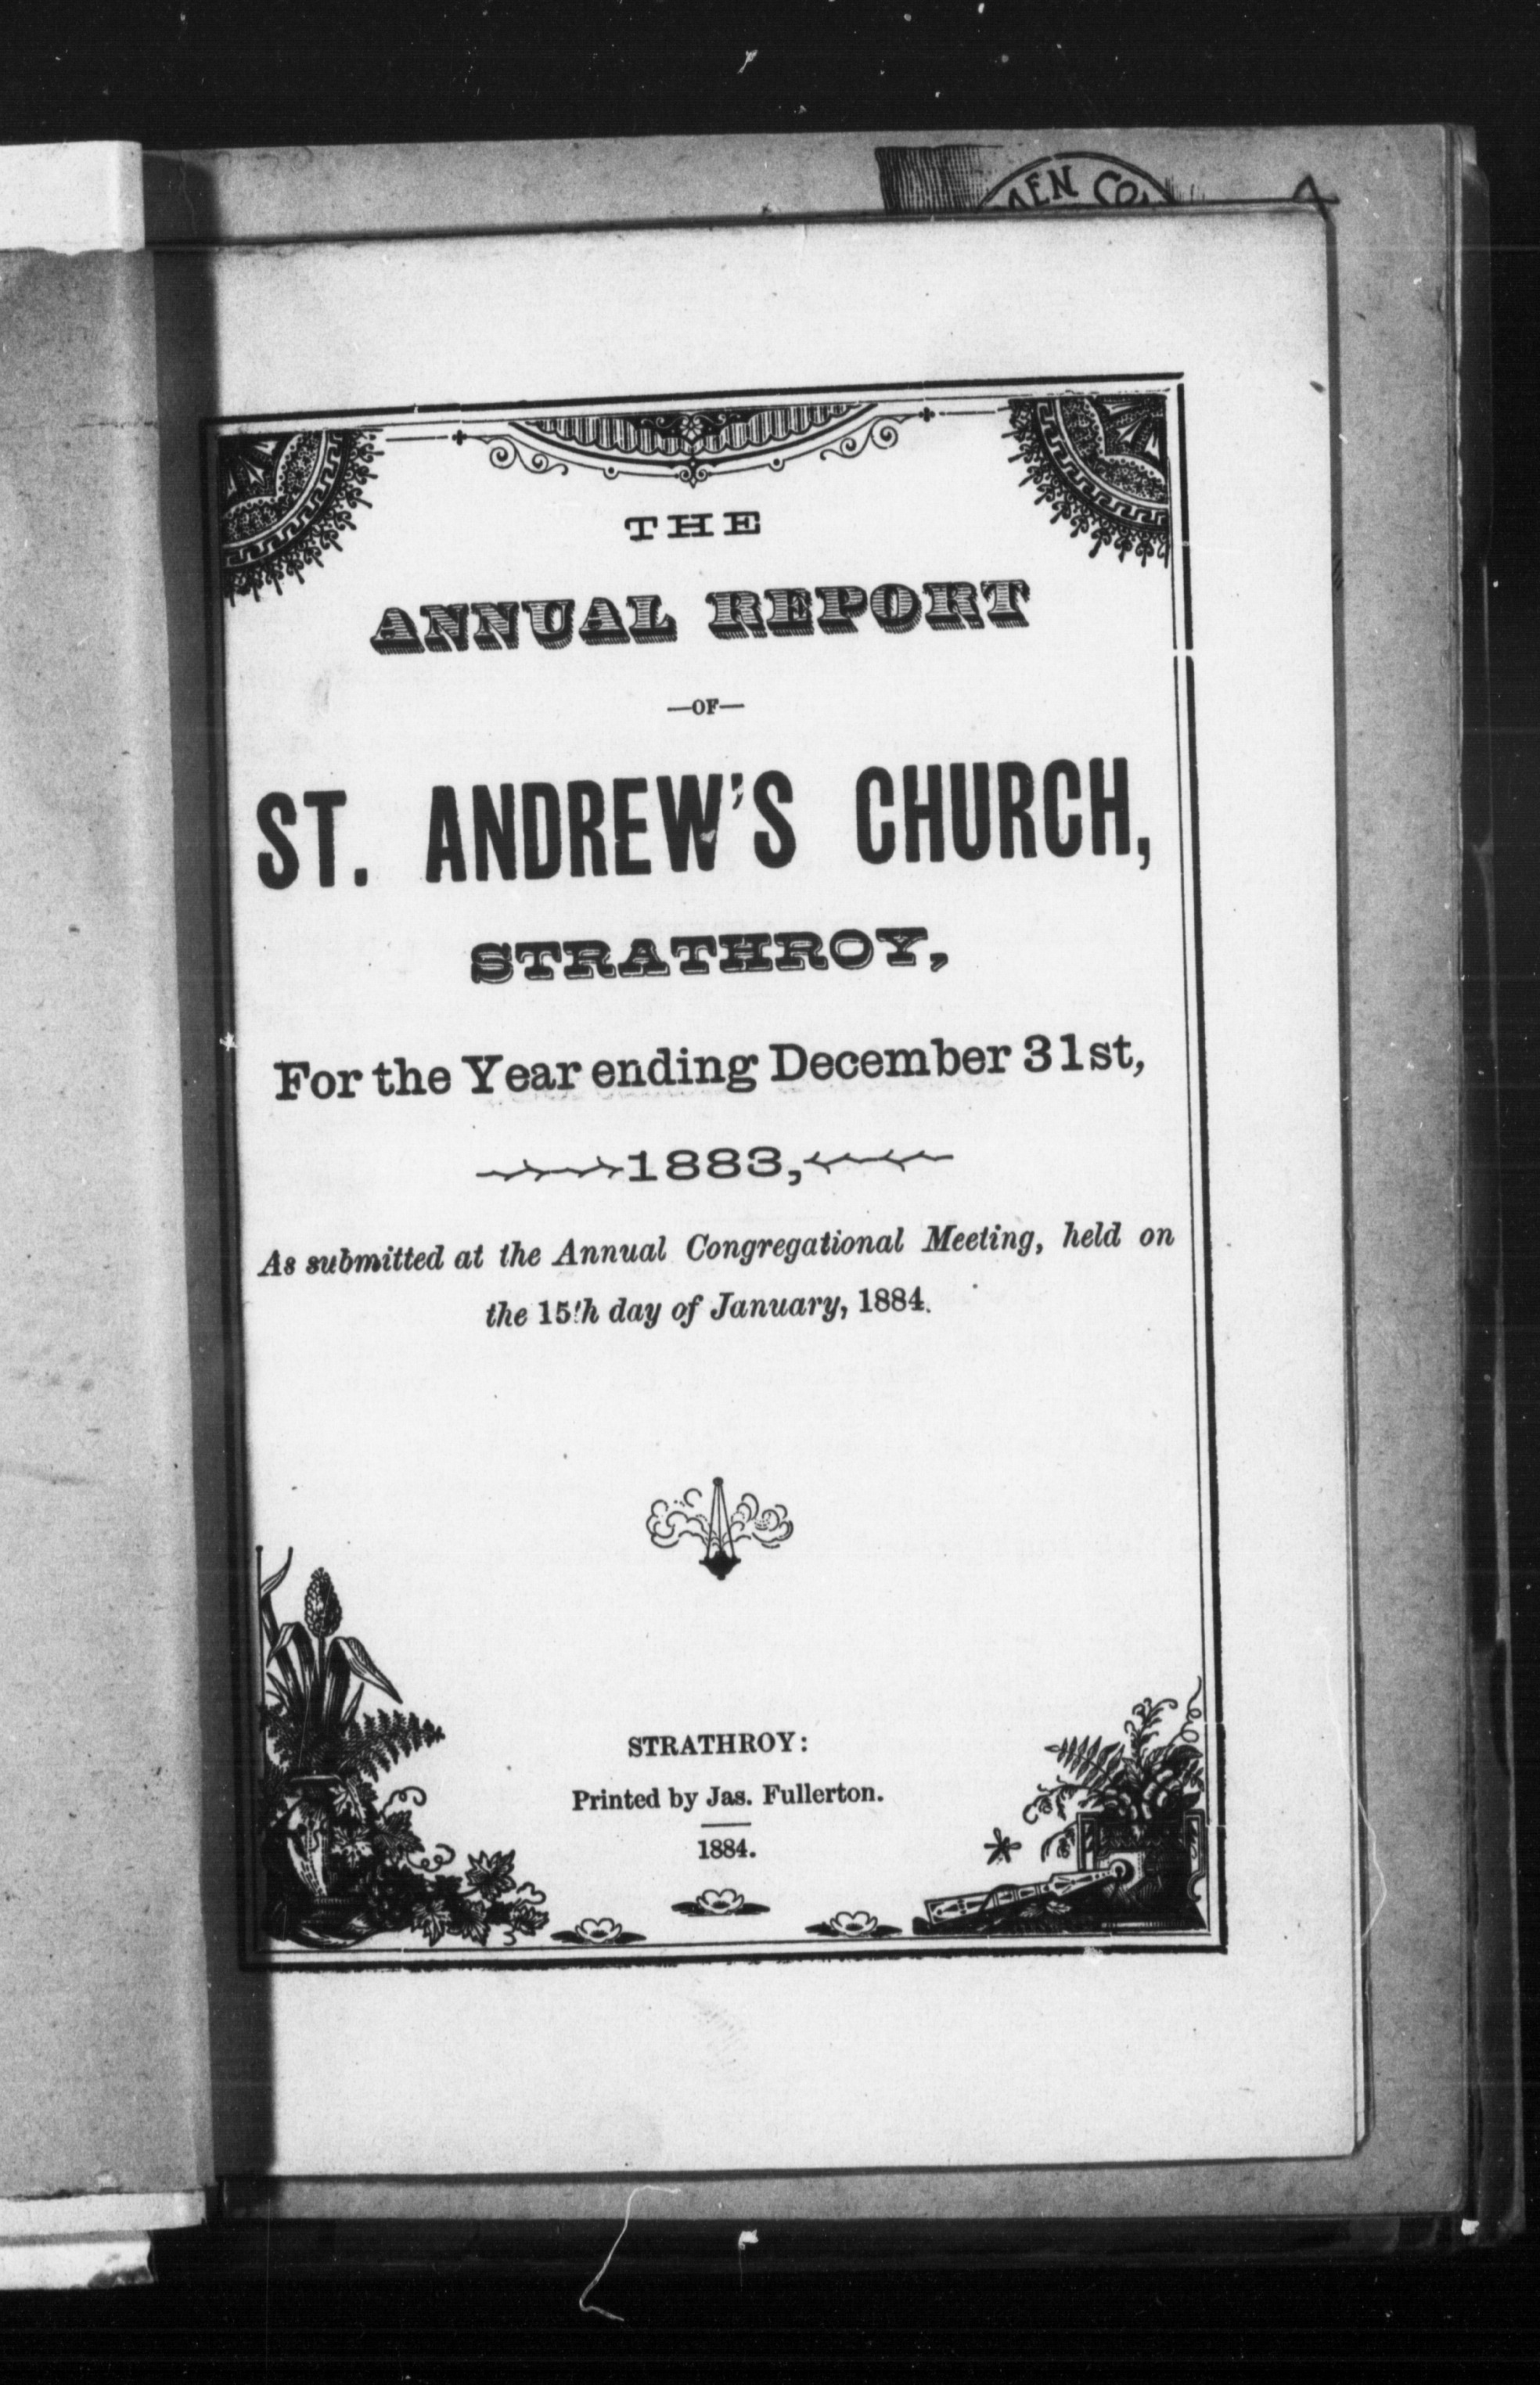 THE
ANNUAL REPORT
—OF—
ST. ANDREW'S CHURCH,
STRATHROY,
For the Year ending December 31st,
1883,
As submitted at the Annual Congregational Meeting, held on
the 15th day of January, 1884.
STRATHROY:
Printed by Jas. Fullerton.
1884.